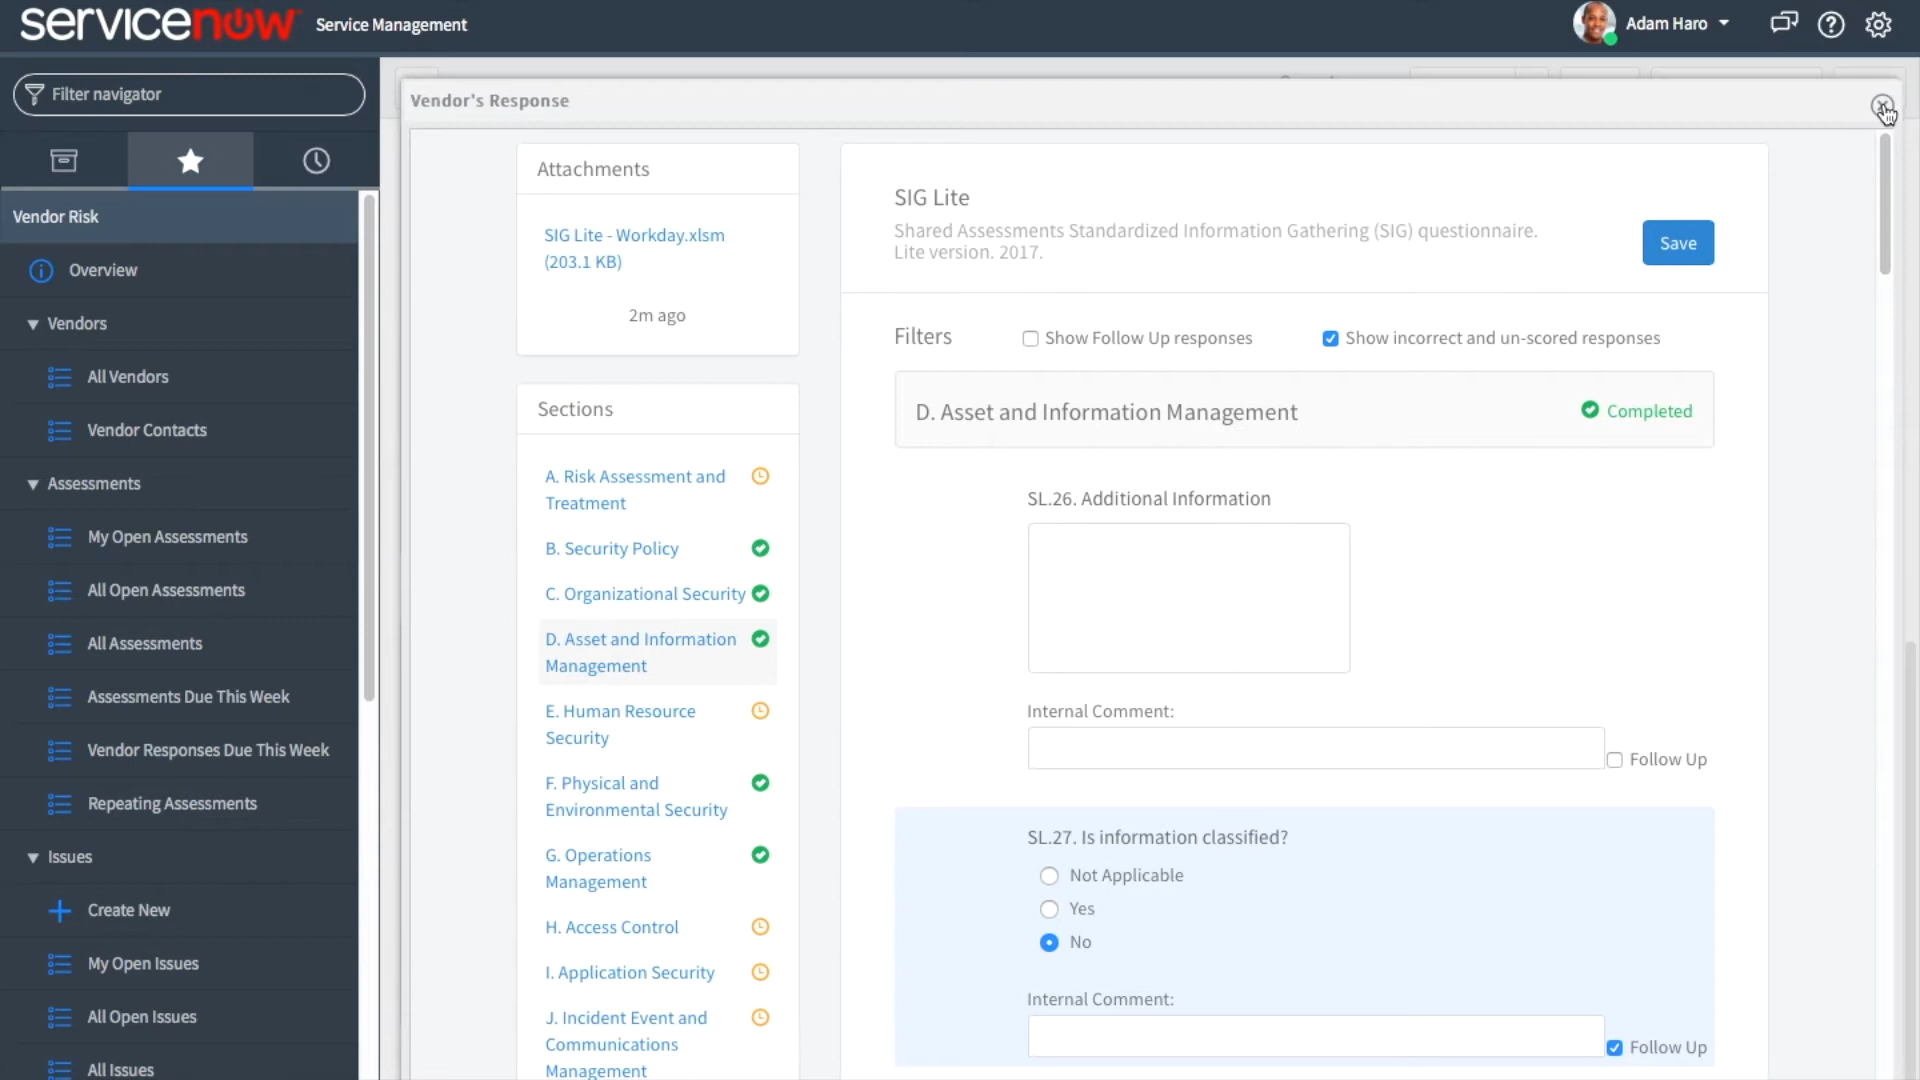 servicenow Service Management
Adam Haro
Filter navigator
Vendor Risk
Overview
Vendors
All Vendors
Vendor Contacts
Assessments
My Open Assessments
All Open Assessments
All Assessments
Assessments Due This Week
Vendor Responses Due This Week
Repeating Assessments
Issues
Create New
My Open Issues
All Open Issues
All Issues
Vendor's Response
Attachments
SIG Lite - Workday.xlsm
(203.1 KB)
2m ago
Sections
A. Risk Assessment and
Treatment
B. Security Policy
C. Organizational Security
D. Asset and Information
Management
E. Human Resource
Security
F. Physical and
Environmental Security
G. Operations
Management
H. Access Control
I. Application Security
J. Incident Event and
Communications
Management
SIG Lite
Shared Assessments Standardized Information Gathering (SIG) questionnaire.
Lite version. 2017.
Save
Filters
Show Follow Up responses
Show incorrect and un-scored responses
D. Asset and Information Management
Completed
SL.26. Additional Information
Internal Comment:
Follow Up
SL.27. Is information classified?
Not Applicable
Yes
No
Internal Comment:
Follow Up